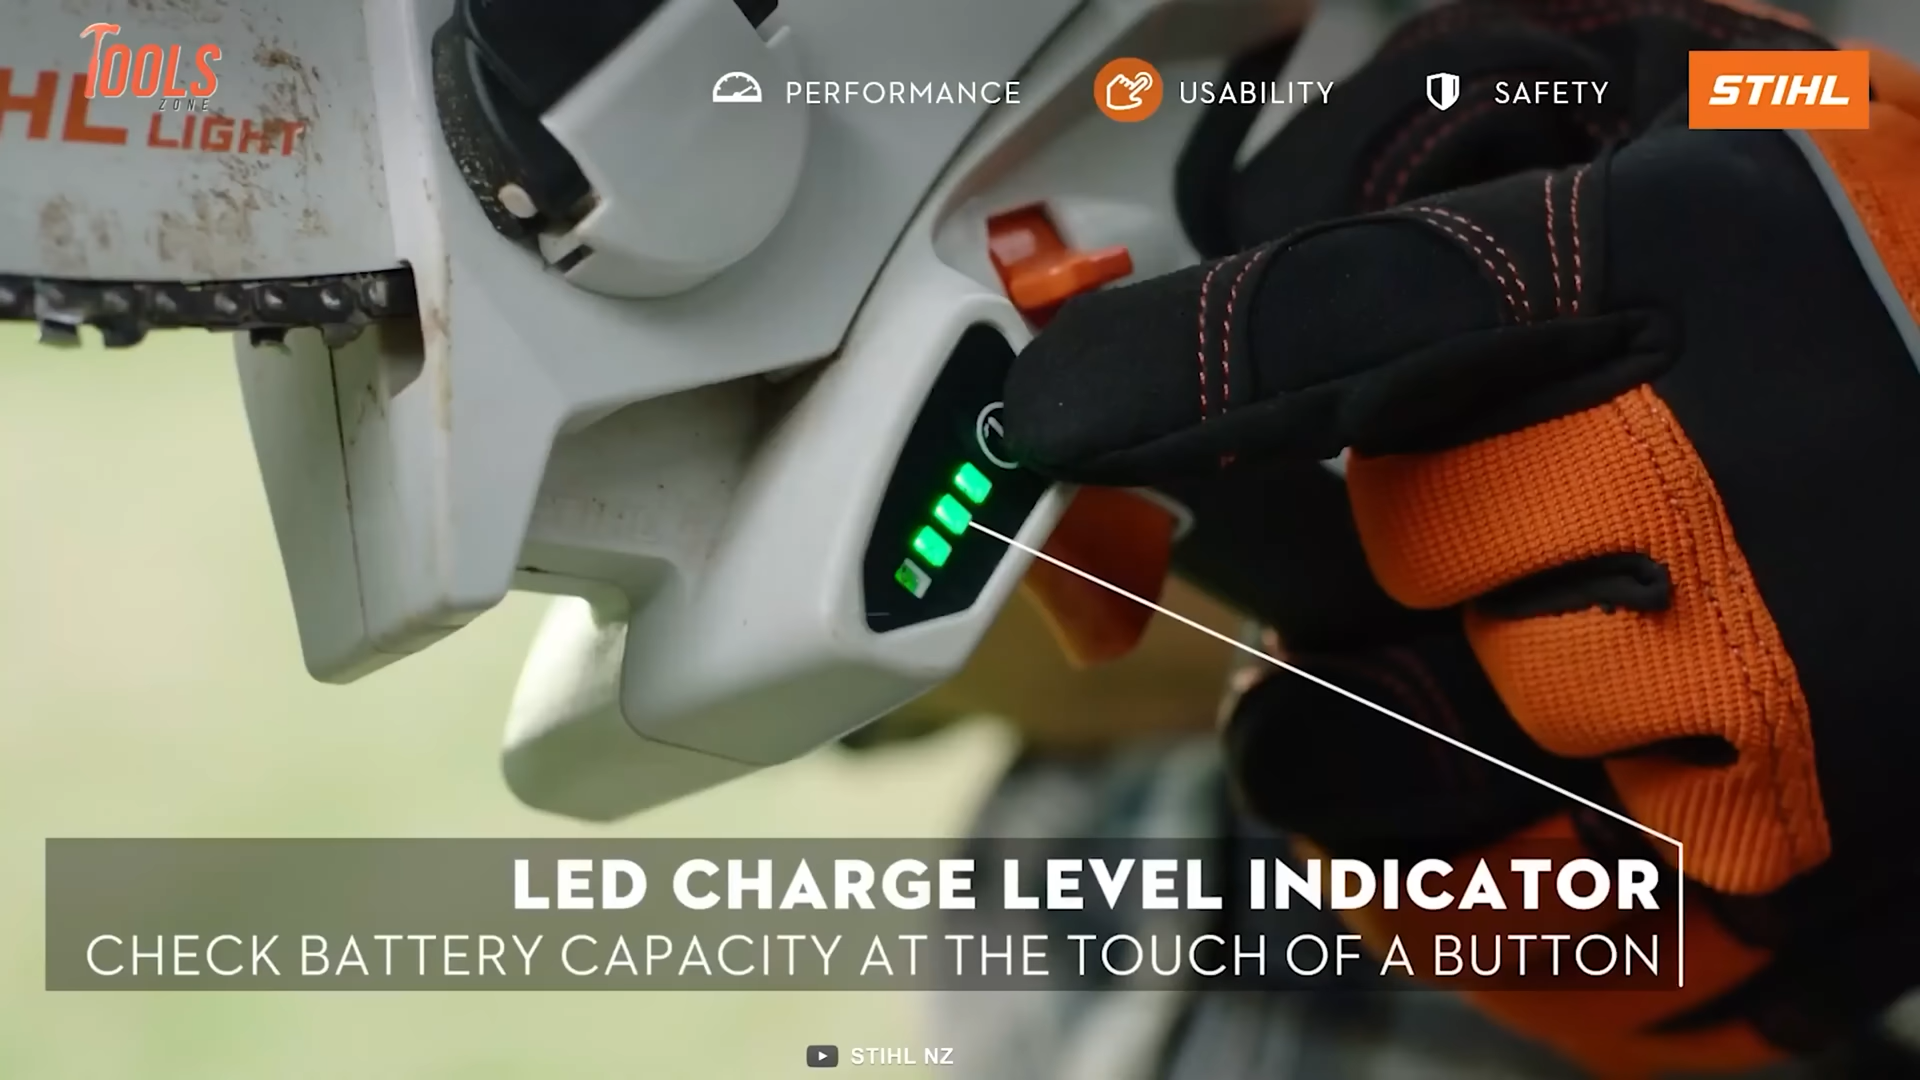 TOOLS
ZONE
HL
LIGHT
PERFORMANCE
USABILITY
SAFETY
STIHL
LED CHARGE LEVEL INDICATOR
CHECK BATTERY CAPACITY AT THE TOUCH OF A BUTTON
STIHL NZ